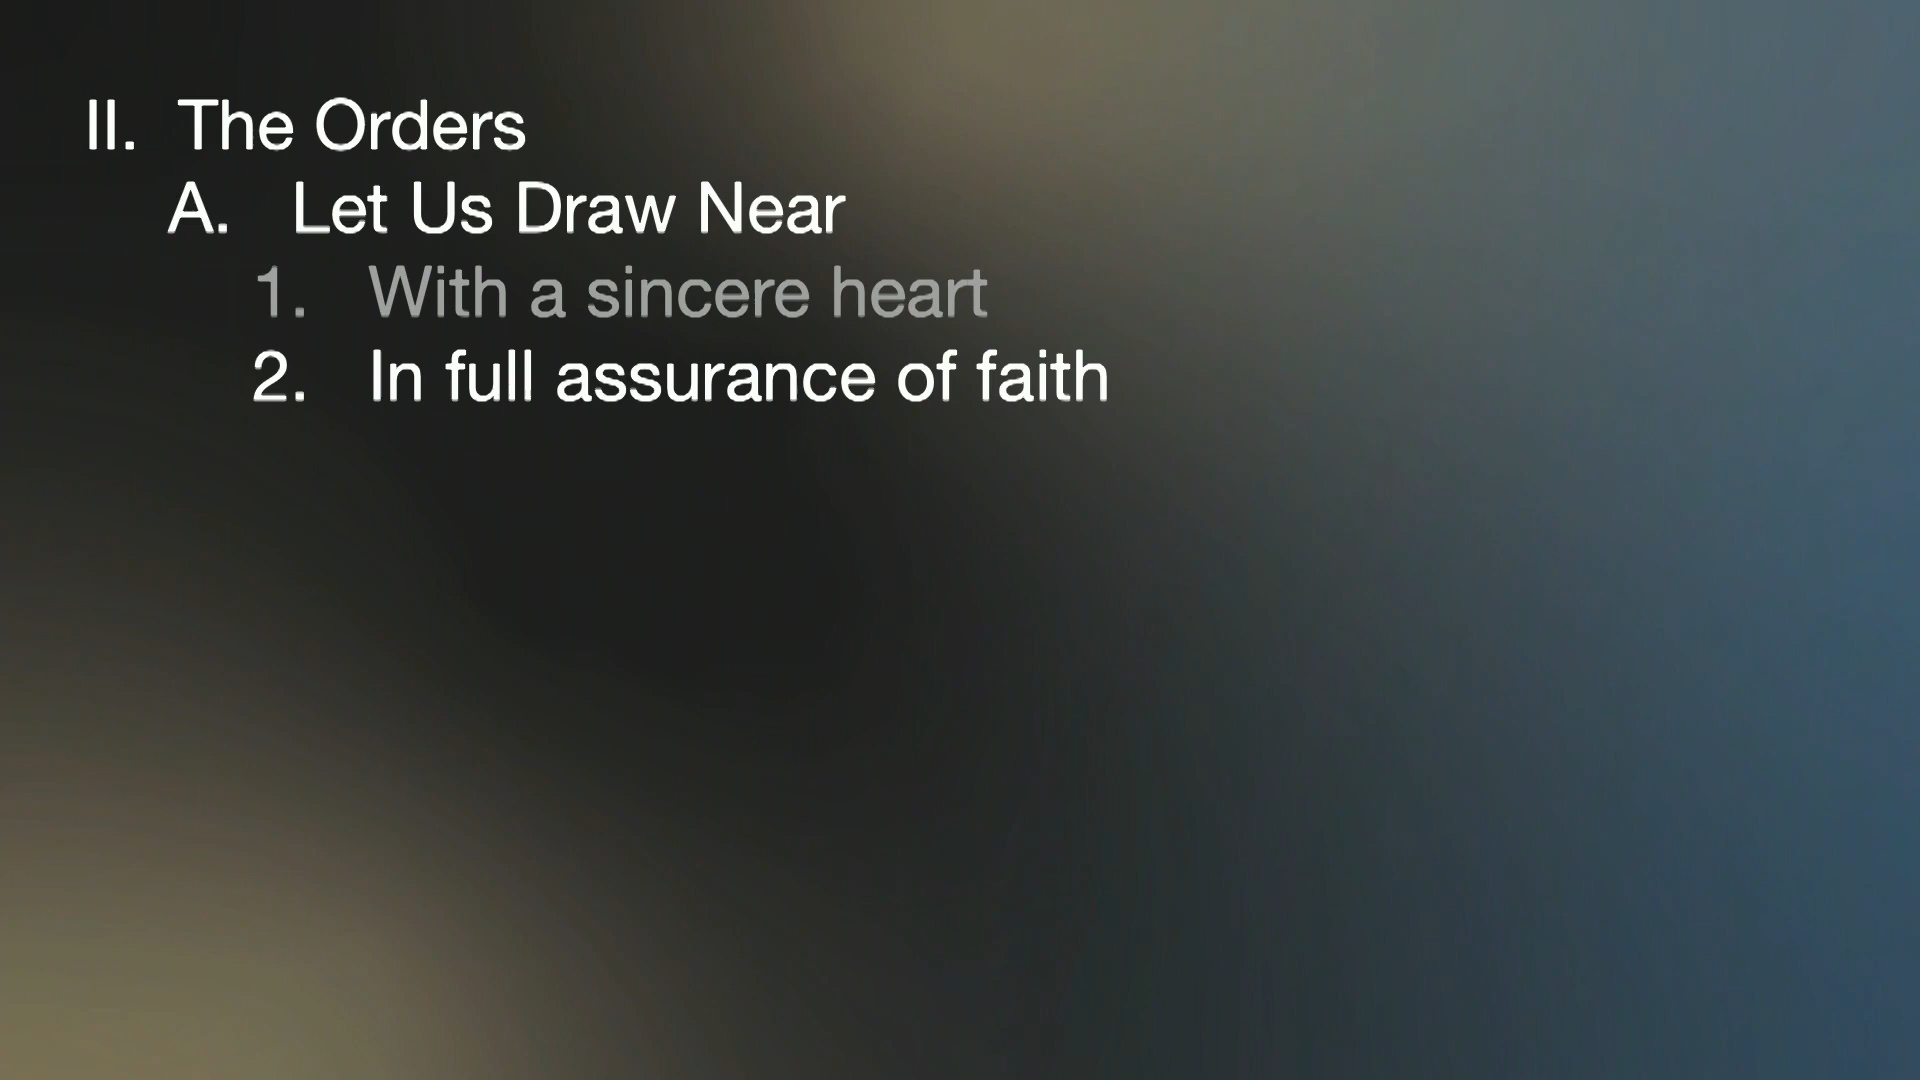 II. The Orders
A. Let Us Draw Near
1. With a sincere heart
2. In full assurance of faith